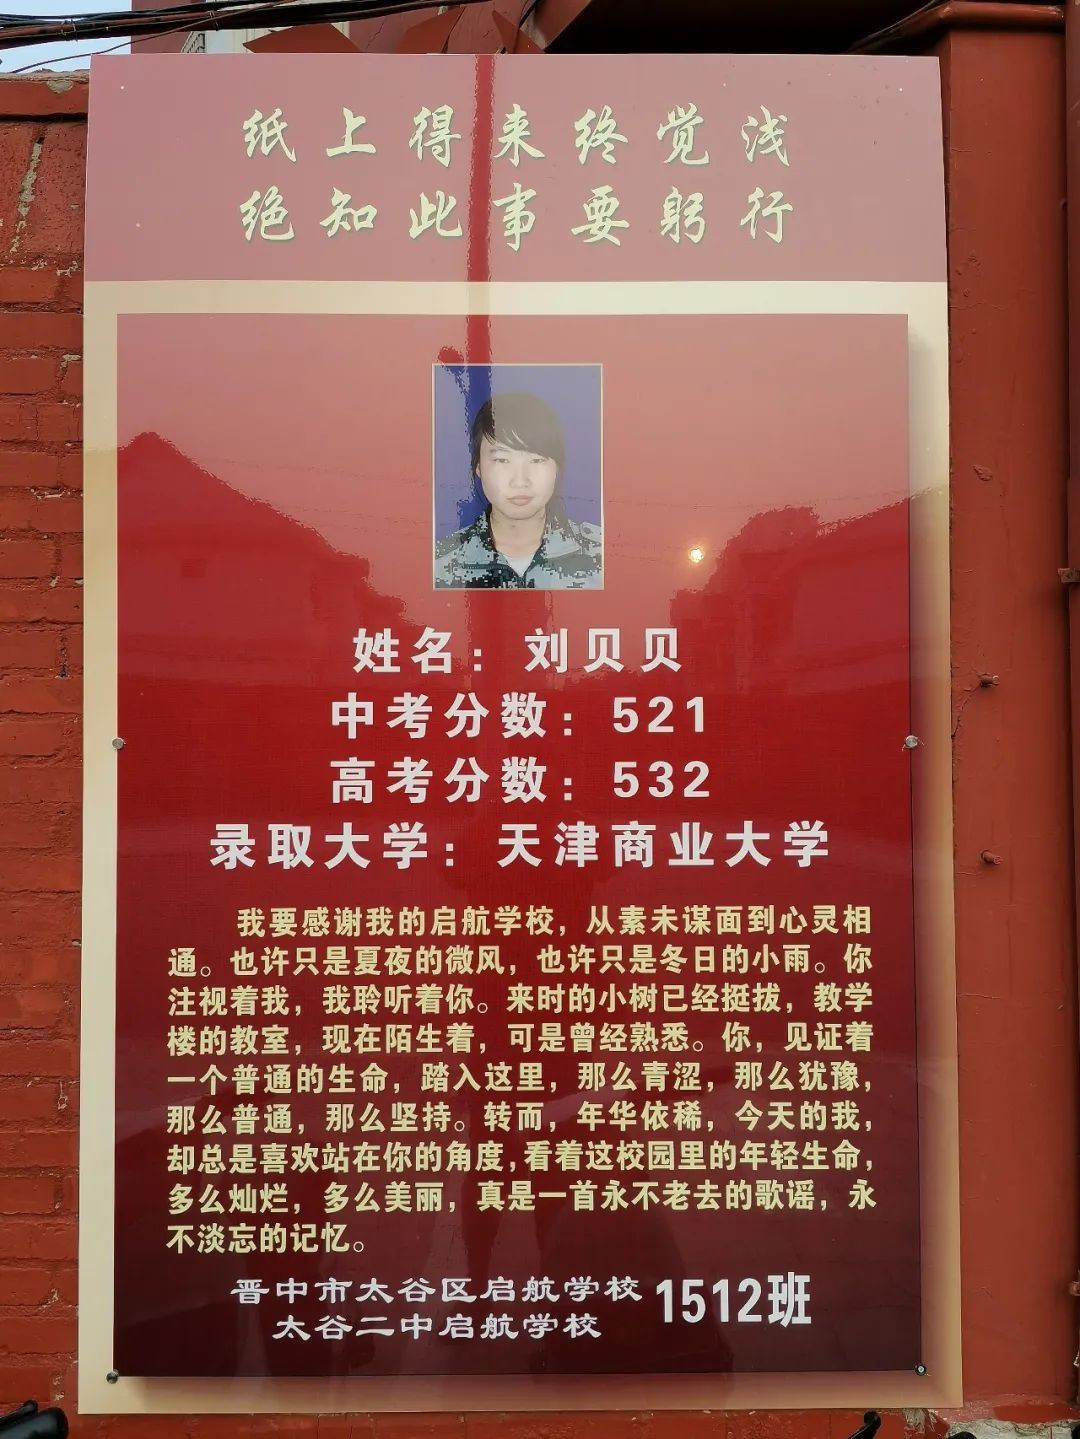 纸上得来终觉浅
绝知此事要躬行
姓名：刘贝贝
中考分数：521
高考分数：532
录取大学：天津商业大学
我要感谢我的启航学校，从素未谋面到心灵相
通。也许只是夏夜的微风，也许只是冬日的小雨。你
注视着我，我聆听着你。来时的小树已经挺拔，教学
楼的教室，现在陌生着，可是曾经熟悉。你，见证着
一个普通的生命，踏入这里，那么青涩，那么犹豫，
那么普通，那么坚持。转而，年华依稀，今天的我，
却总是喜欢站在你的角度，看着这校园里的年轻生命，
多么灿烂，多么美丽，真是一首永不老去的歌谣，永
不淡忘的记忆。
晋中市太谷区启航学校
太谷二中启航学校
1512班